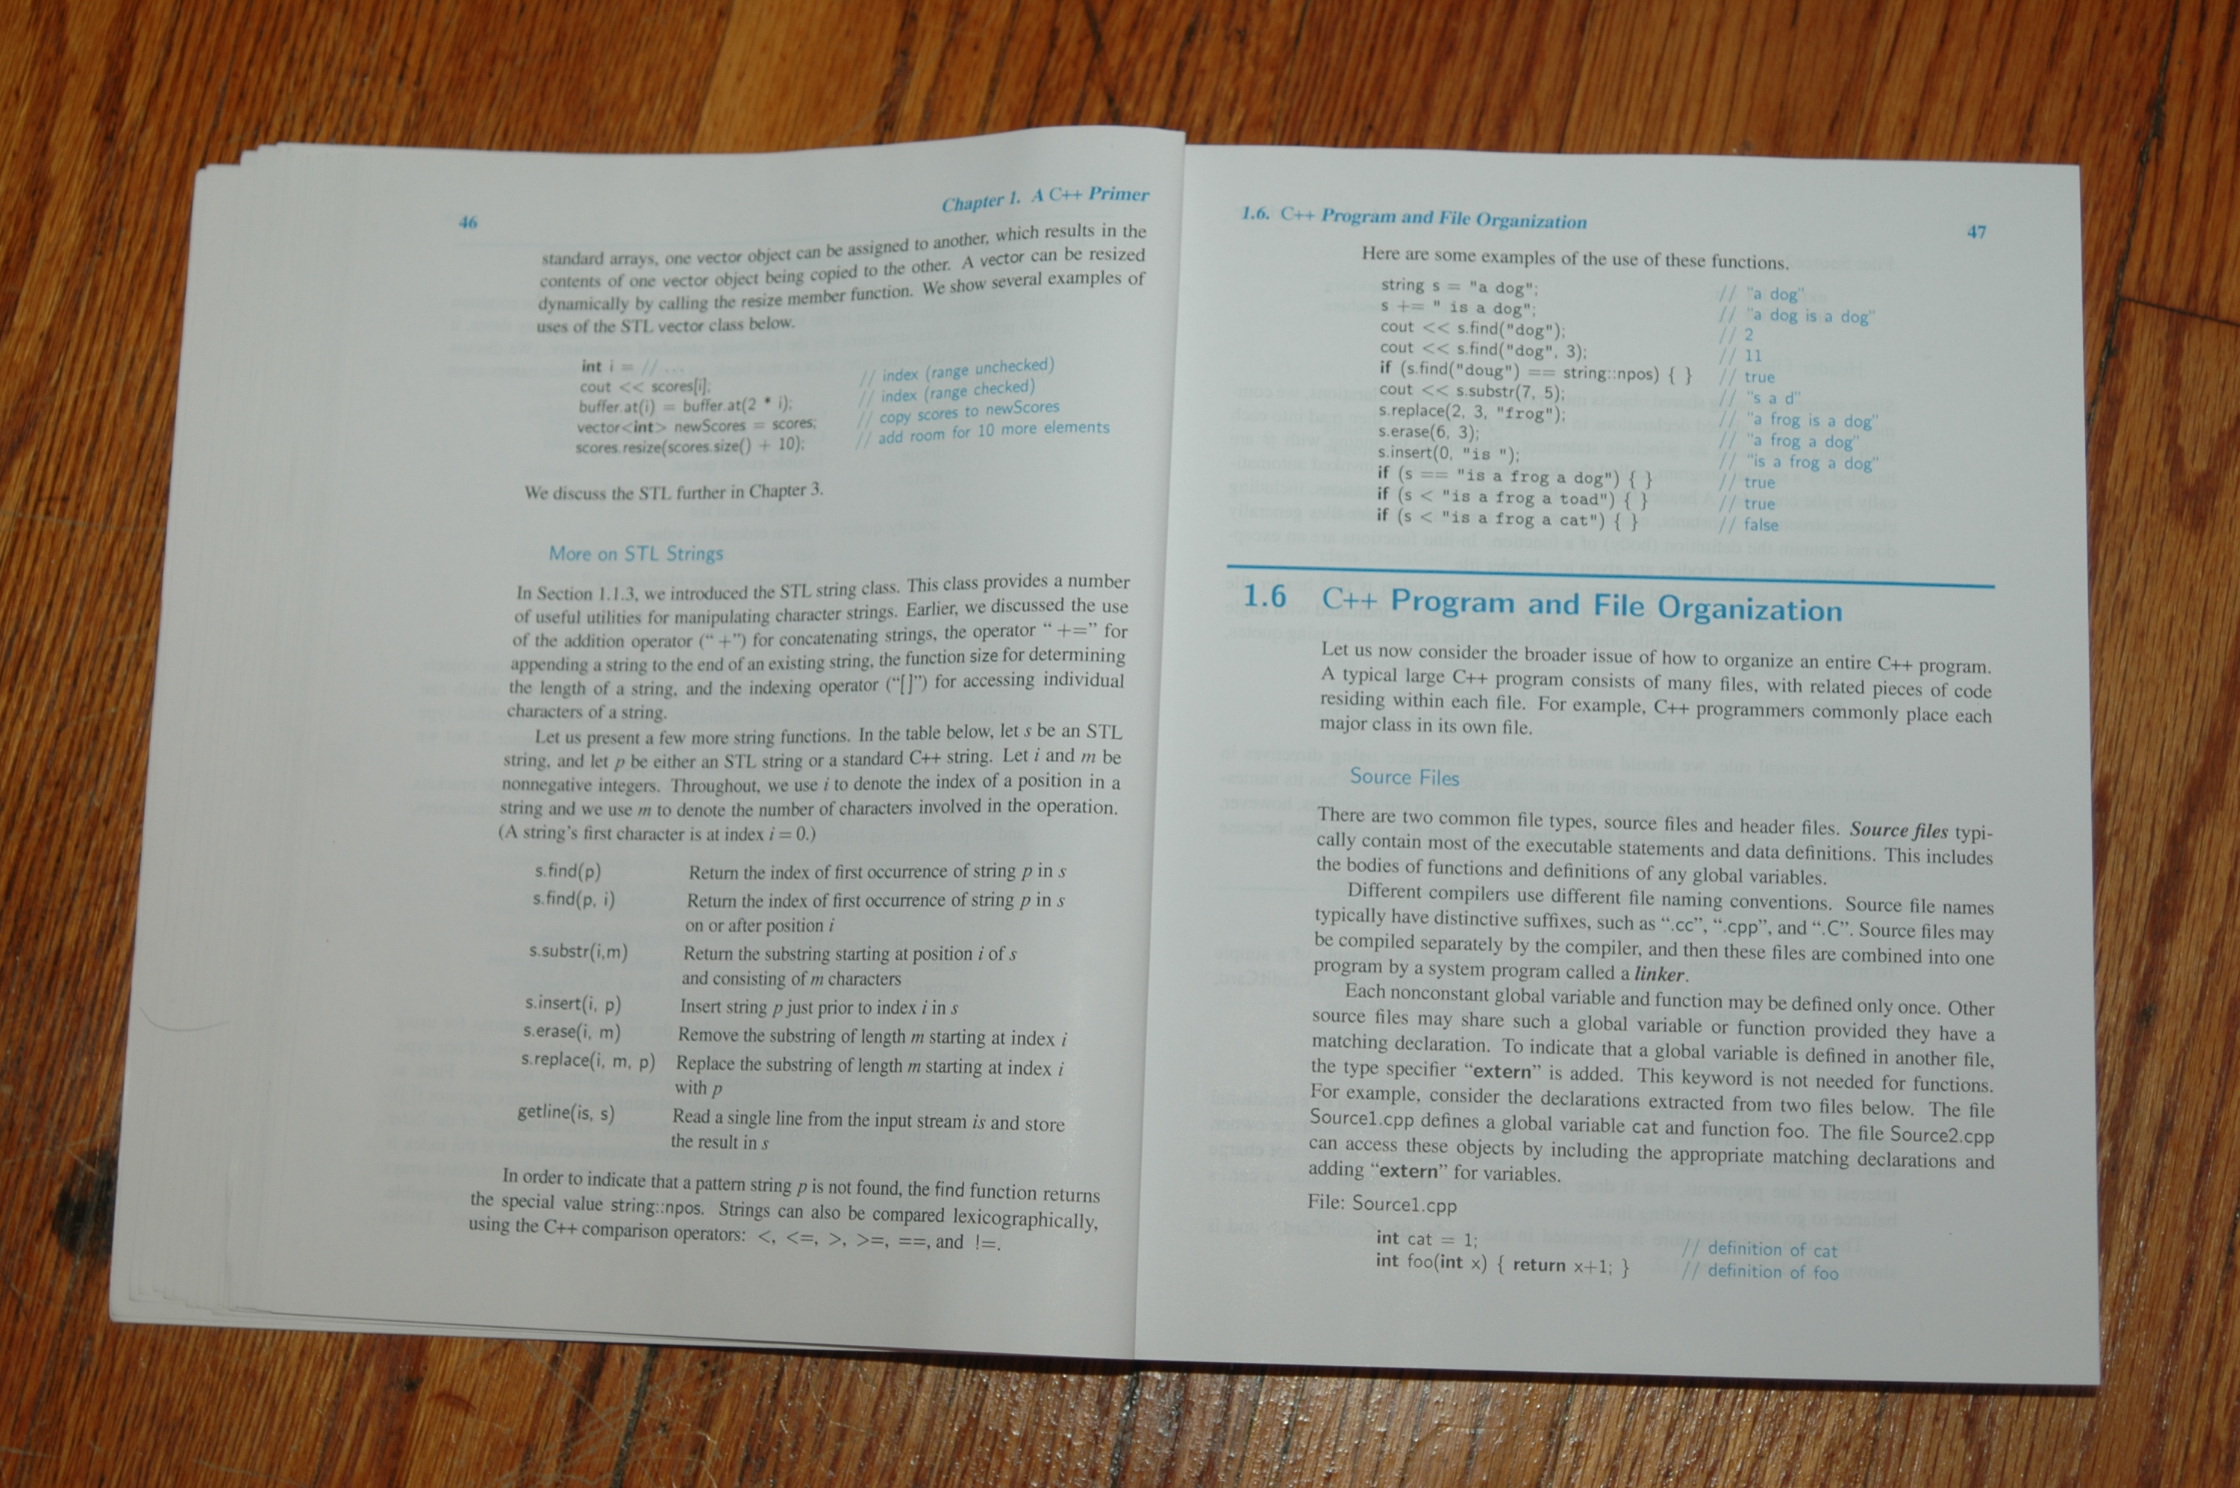 46
Chapter 1. A C++ Primer
standard arrays, one vector object can be assigned to another, which results in the
contents of one vector object being copied to the other. A vector can be resized
dynamically by calling the resize member function. We show several examples of
uses of the STL vector class below.
int i = // ...
cout << scores[i]; // index (range unchecked)
buffer.at(i) = buffer.at(2 * i); // index (range checked)
vector<int> newScores = scores; // copy scores to newScores
scores.resize(scores.size() + 10); // add room for 10 more elements
We discuss the STL further in Chapter 3.
More on STL Strings
In Section 1.1.3, we introduced the STL string class. This class provides a number
of useful utilities for manipulating character strings. Earlier, we discussed the use
of the addition operator (“+”) for concatenating strings, the operator “+=” for
appending a string to the end of an existing string, the function size for determining
the length of a string, and the indexing operator (“[]”) for accessing individual
characters of a string.
Let us present a few more string functions. In the table below, let s be an STL
string, and let p be either an STL string or a standard C++ string. Let i and m be
nonnegative integers. Throughout, we use i to denote the index of a position in a
string and we use m to denote the number of characters involved in the operation.
(A string’s first character is at index i = 0.)
s.find(p) Return the index of first occurrence of string p in s
s.find(p, i) Return the index of first occurrence of string p in s
on or after position i
s.substr(i,m) Return the substring starting at position i of s
and consisting of m characters
s.insert(i, p) Insert string p just prior to index i in s
s.erase(i, m) Remove the substring of length m starting at index i
s.replace(i, m, p) Replace the substring of length m starting at index i
with p
getline(is, s) Read a single line from the input stream is and store
the result in s
In order to indicate that a pattern string p is not found, the find function returns
the special value string::npos. Strings can also be compared lexicographically,
using the C++ comparison operators: <, <=, >, >=, ==, and !=.
1.6. C++ Program and File Organization
47
Here are some examples of the use of these functions.
string s = "a dog"; // "a dog"
s += " is a dog"; // "a dog is a dog"
cout << s.find("dog"); // 2
cout << s.find("dog", 3); // 11
if (s.find("doug") == string::npos) { } // true
cout << s.substr(7, 5); // "s a d"
s.replace(2, 3, "frog"); // "a frog is a dog"
s.erase(6, 3); // "a frog a dog"
s.insert(0, "is "); // "is a frog a dog"
if (s == "is a frog a dog") { } // true
if (s < "is a frog a toad") { } // true
if (s < "is a frog a cat") { } // false
1.6 C++ Program and File Organization
Let us now consider the broader issue of how to organize an entire C++ program.
A typical large C++ program consists of many files, with related pieces of code
residing within each file. For example, C++ programmers commonly place each
major class in its own file.
Source Files
There are two common file types, source files and header files. Source files typi-
cally contain most of the executable statements and data definitions. This includes
the bodies of functions and definitions of any global variables.
Different compilers use different file naming conventions. Source file names
typically have distinctive suffixes, such as “.cc”, “.cpp”, and “.C”. Source files may
be compiled separately by the compiler, and then these files are combined into one
program by a system program called a linker.
Each nonconstant global variable and function may be defined only once. Other
source files may share such a global variable or function provided they have a
matching declaration. To indicate that a global variable is defined in another file,
the type specifier “extern” is added. This keyword is not needed for functions.
For example, consider the declarations extracted from two files below. The file
Source1.cpp defines a global variable cat and function foo. The file Source2.cpp
can access these objects by including the appropriate matching declarations and
adding “extern” for variables.
File: Source1.cpp
int cat = 1; // definition of cat
int foo(int x) { return x+1; } // definition of foo